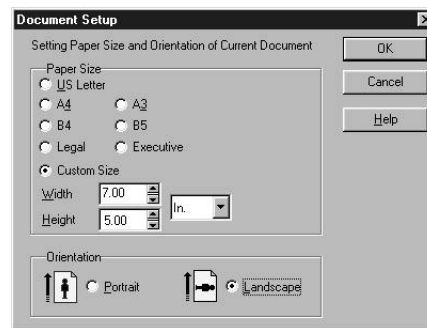 Document Setup
Setting Paper Size and Orientation of Current Document
OK
Cancel
Help
Paper Size
US Letter
A4 A3
B4 B5
Legal Executive
Custom Size
Width 7.00
Height 5.00 In.
Orientation
Portrait Landscape